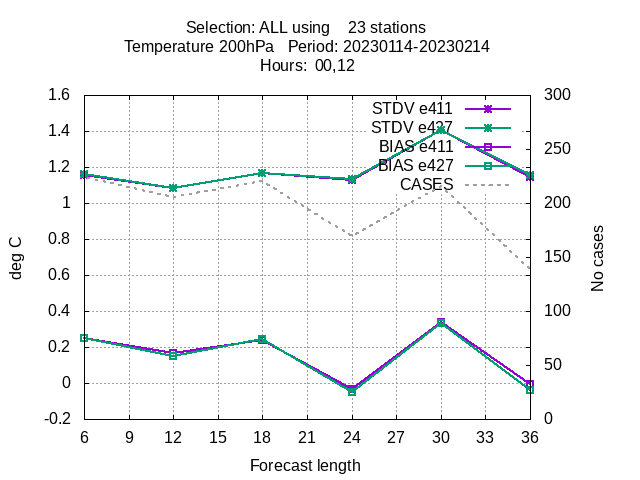 Selection: ALL using 23 stations
Temperature 200hPa Period: 20230114-20230214
Hours: 00,12
1.6 300
STDV e411
1.4 STDV e427 250
BIAS e411
1.2 BIAS e427
CASES
1 200
0.8
150
0.6
0.4 100
0.2
50
0
-0.2 0
deg C
No cases
6 9 12 15 18 21 24 27 30 33 36
Forecast length